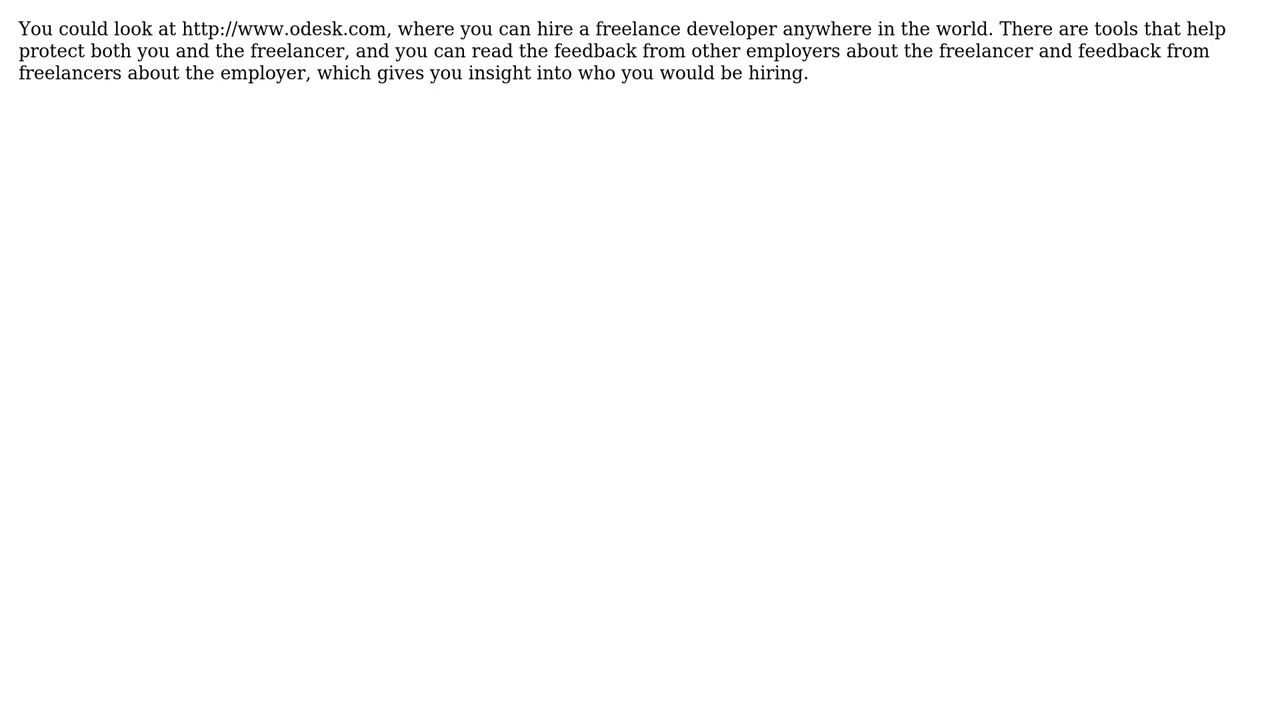 You could look at http://www.odesk.com, where you can hire a freelance developer anywhere in the world. There are tools that help
protect both you and the freelancer, and you can read the feedback from other employers about the freelancer and feedback from
freelancers about the employer, which gives you insight into who you would be hiring.